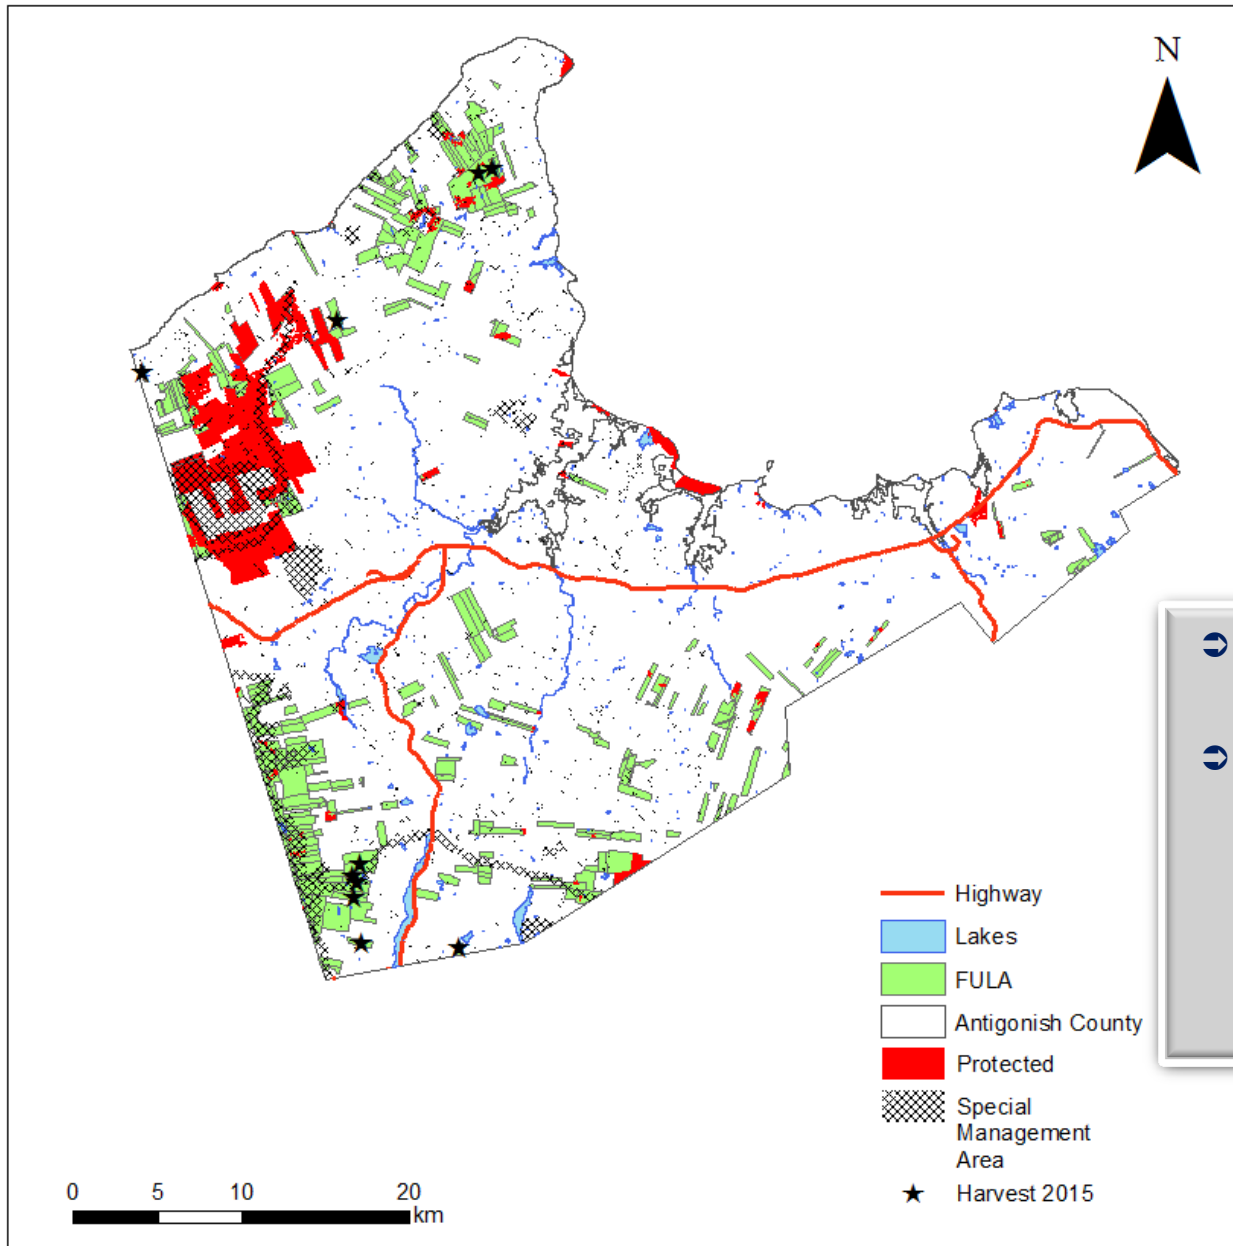 N
Highway
Lakes
FULA
Antigonish County
Protected
Special
Management
Area
Harvest 2015
0 5 10 20
km